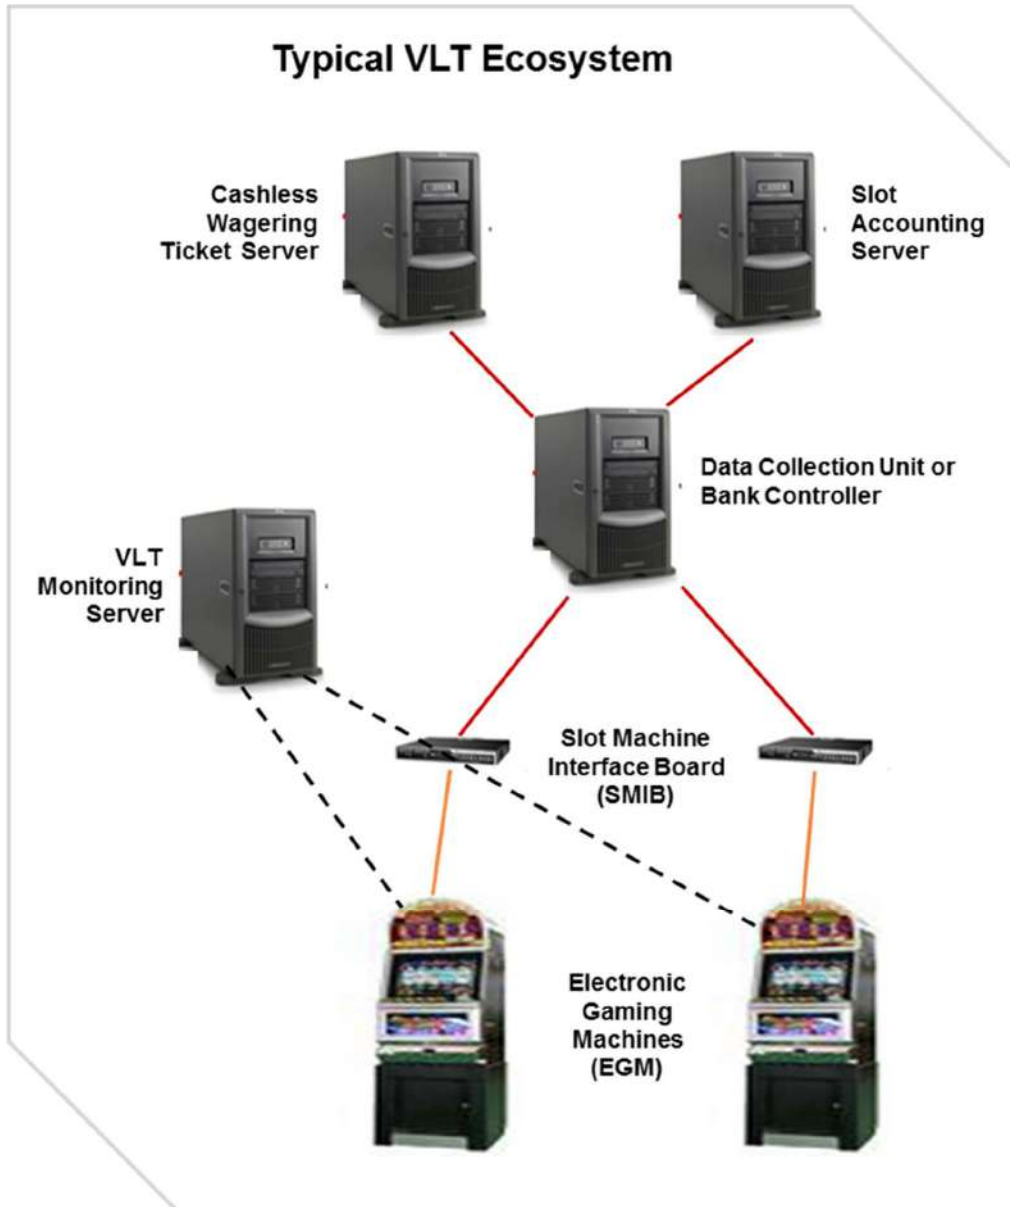 Typical VLT Ecosystem
Cashless
Wagering
Ticket Server
Slot
Accounting
Server
Data Collection Unit or
Bank Controller
VLT
Monitoring
Server
Slot Machine
Interface Board
(SMIB)
Electronic
Gaming
Machines
(EGM)